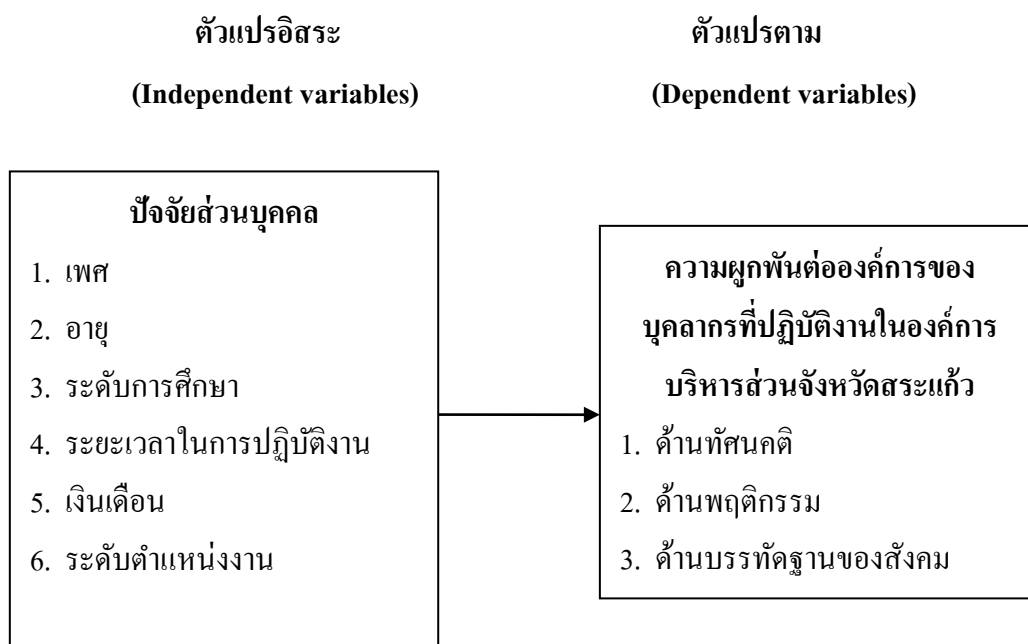 ตัวแปรอิสระ
(Independent variables)
ตัวแปรตาม
(Dependent variables)
ปัจจัยส่วนบุคคล
1. เพศ
2. อายุ
3. ระดับการศึกษา
4. ระยะเวลาในการปฏิบัติงาน
5. เงินเดือน
6. ระดับตำแหน่งงาน
ความผูกพันต่อองค์การของ
บุคลากรที่ปฏิบัติงานในองค์การ
บริหารส่วนจังหวัดสระแก้ว
1. ด้านทัศนคติ
2. ด้านพฤติกรรม
3. ด้านบรรทัดฐานของสังคม